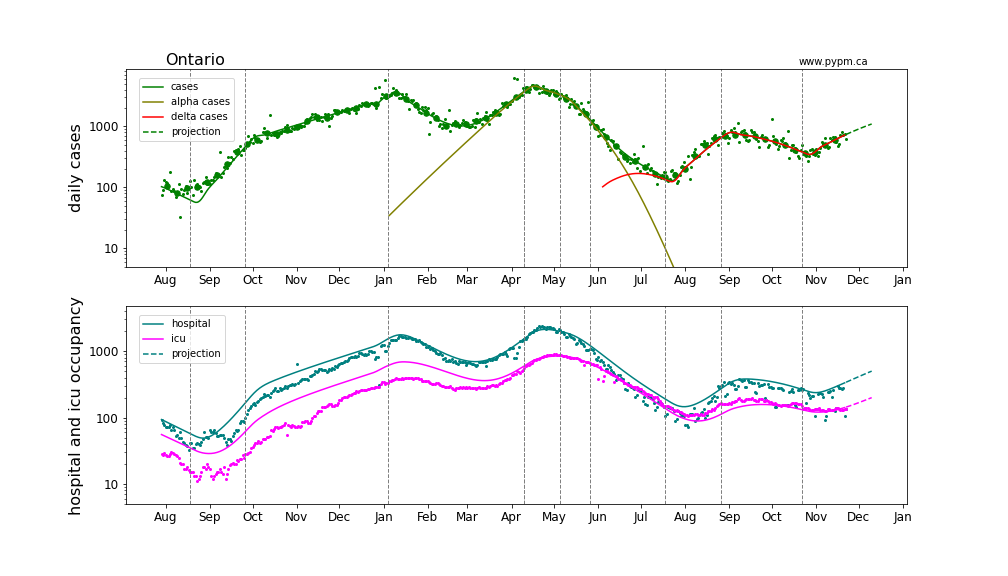 Ontario
www.pypm.ca
cases
alpha cases
delta cases
projection
daily cases
1000
100
10
Aug Sep Oct Nov Dec Jan Feb Mar Apr May Jun Jul Aug Sep Oct Nov Dec Jan
hospital
icu
projection
hospital and icu occupancy
1000
100
10
Aug Sep Oct Nov Dec Jan Feb Mar Apr May Jun Jul Aug Sep Oct Nov Dec Jan